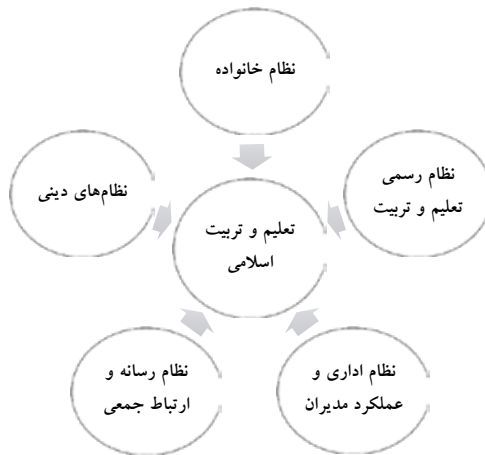 نظام خانواده
نظام رسمی
تعلیم و تربیت
نظام‌های دینی
تعلیم و تربیت
اسلامی
نظام اداری و
عملکرد مدیران
نظام رسانه و
ارتباط جمعی